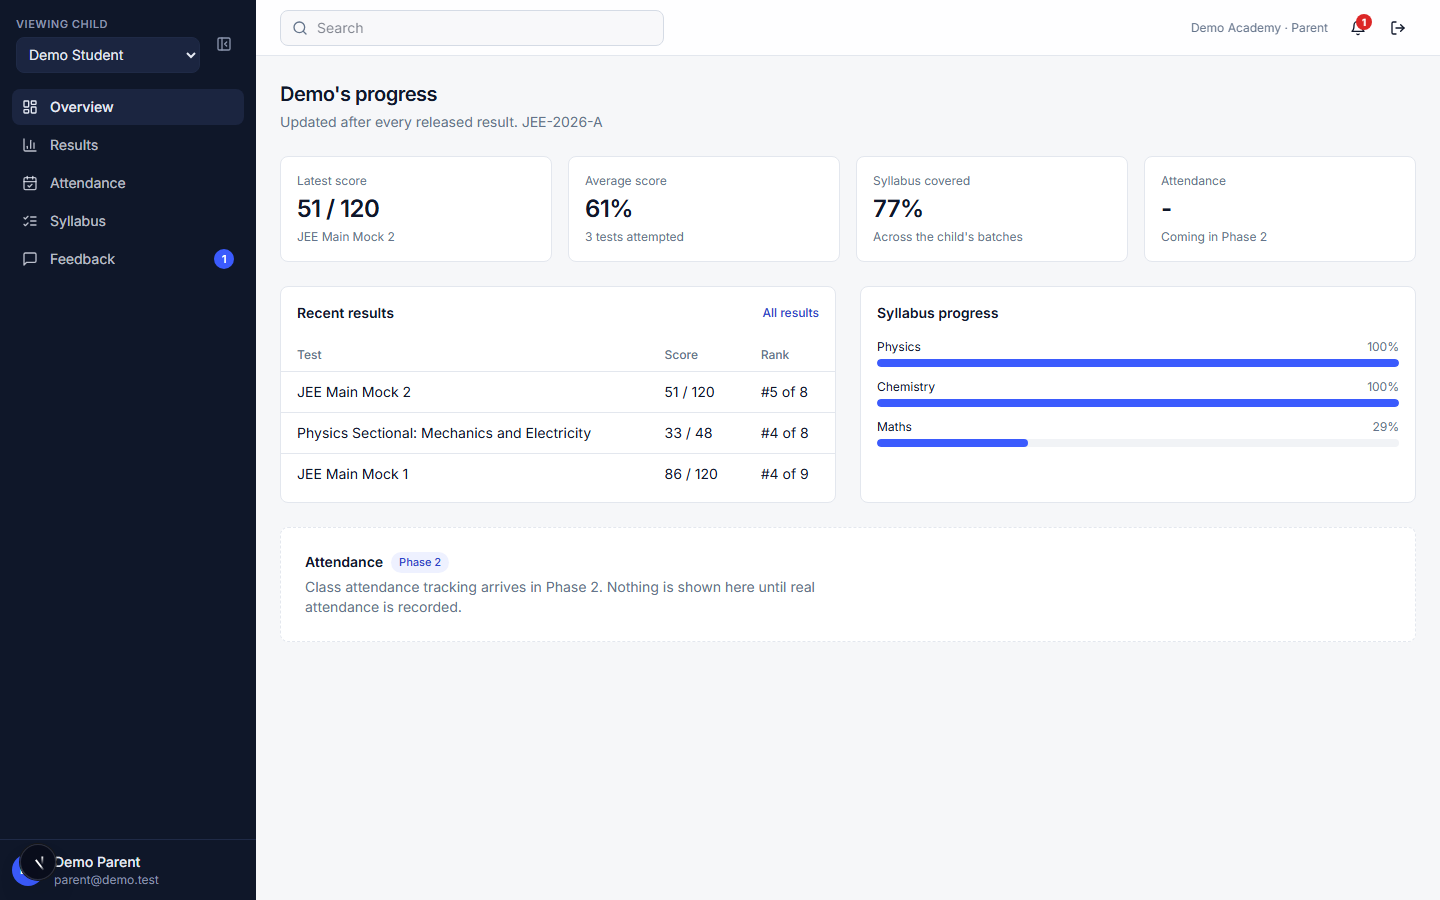 VIEWING CHILD
Demo Student
Overview
Results
Attendance
Syllabus
Feedback
1
Demo Parent
parent@demo.test
Search
Demo Academy · Parent
1
Demo's progress
Updated after every released result. JEE-2026-A
Latest score
51 / 120
JEE Main Mock 2
Average score
61%
3 tests attempted
Syllabus covered
77%
Across the child's batches
Attendance
-
Coming in Phase 2
Recent results
All results
Test Score Rank
JEE Main Mock 2 51 / 120 #5 of 8
Physics Sectional: Mechanics and Electricity 33 / 48 #4 of 8
JEE Main Mock 1 86 / 120 #4 of 9
Syllabus progress
Physics 100%
Chemistry 100%
Maths 29%
Attendance Phase 2
Class attendance tracking arrives in Phase 2. Nothing is shown here until real
attendance is recorded.